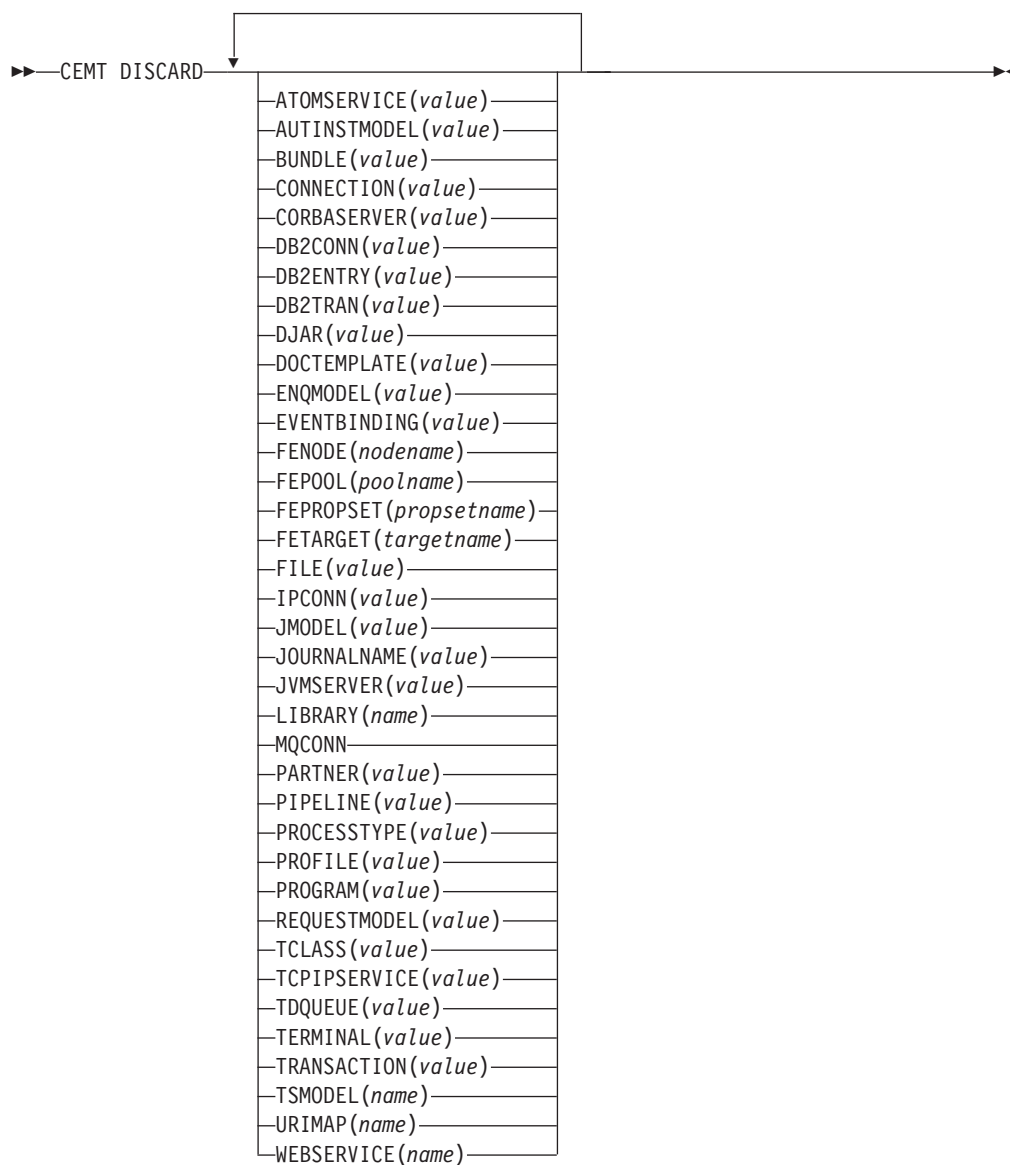 CEMT DISCARD
ATOMSERVICE(value)
AUTINSTMODEL(value)
BUNDLE(value)
CONNECTION(value)
CORBASERVER(value)
DB2CONN(value)
DB2ENTRY(value)
DB2TRAN(value)
DJAR(value)
DOCTEMPLATE(value)
ENQMODEL(value)
EVENTBINDING(value)
FENODE(nodename)
FEPOOL(poolname)
FEPROPSET(propsetname)
FETARGET(targetname)
FILE(value)
IPCONN(value)
JMODEL(value)
JOURNALNAME(value)
JVMSERVER(value)
LIBRARY(name)
MQCONN
PARTNER(value)
PIPELINE(value)
PROCESSTYPE(value)
PROFILE(value)
PROGRAM(value)
REQUESTMODEL(value)
TCLASS(value)
TCPIPSERVICE(value)
TDQUEUE(value)
TERMINAL(value)
TRANSACTION(value)
TSMODEL(name)
URIMAP(name)
WEBSERVICE(name)